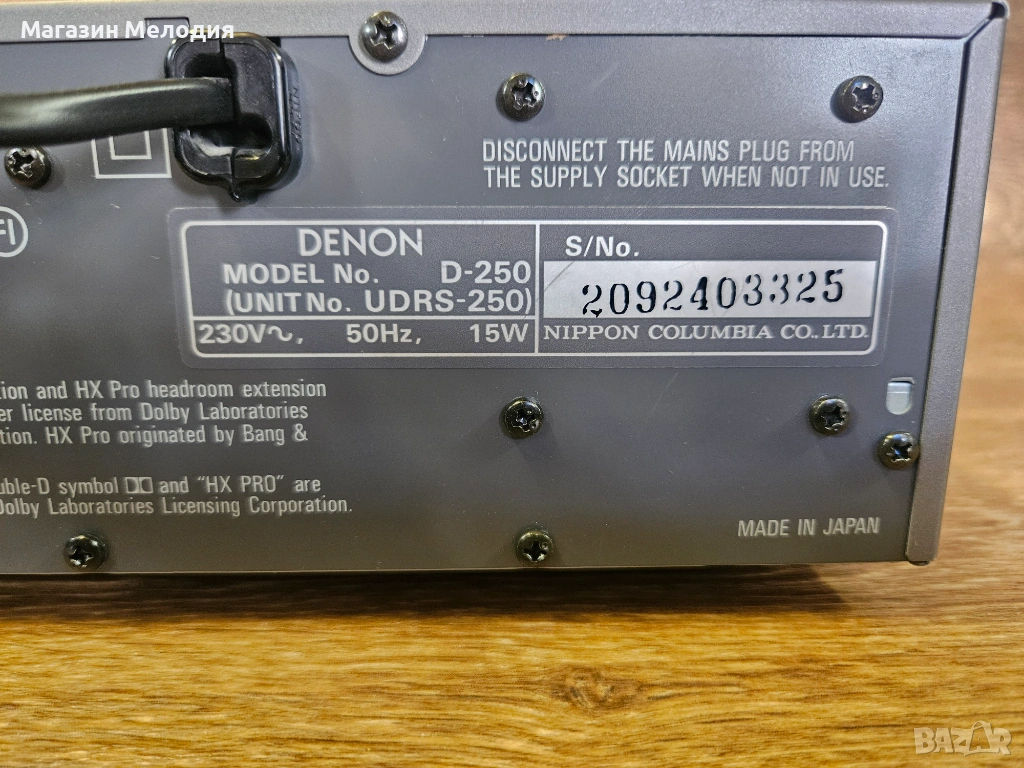 Магазин Мелодия
DISCONNECT THE MAINS PLUG FROM
THE SUPPLY SOCKET WHEN NOT IN USE.
FI
DENON
MODEL No. D-250
(UNIT No. UDRS-250)
230V∿, 50Hz, 15W
S/No.
2092403325
NIPPON COLUMBIA CO., LTD.
tion and HX Pro headroom extension
er license from Dolby Laboratories
tion. HX Pro originated by Bang &
uble-D symbol and "HX PRO" are
Dolby Laboratories Licensing Corporation.
MADE IN JAPAN
BAZAR